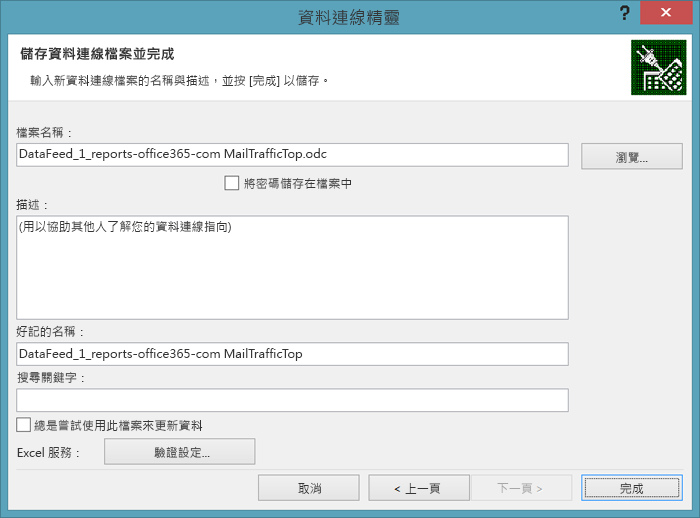 資料連線精靈
?
儲存資料連線檔案並完成
輸入新資料連線檔案的名稱與描述，並按 [完成] 以儲存。
檔案名稱：
DataFeed_1_reports-office365-com MailTrafficTop.odc
瀏覽...
將密碼儲存在檔案中
描述：
(用以協助其他人了解您的資料連線指向)
好記的名稱：
DataFeed_1_reports-office365-com MailTrafficTop
搜尋關鍵字：
總是嘗試使用此檔案來更新資料
Excel 服務：
驗證設定...
取消
< 上一頁
下一頁 >
完成